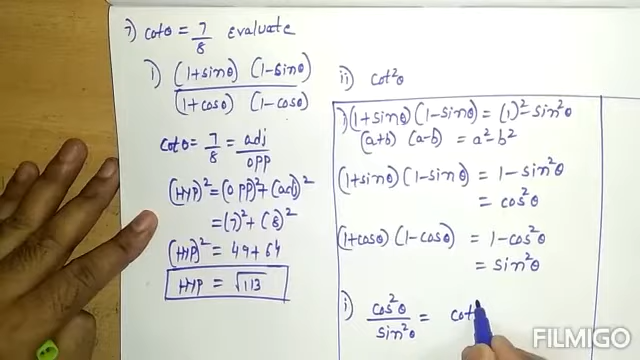 7) cotθ = 7/8 evaluate
i) (1+sinθ) (1-sinθ) / (1+cosθ) (1-cosθ)
cotθ = 7/8 = adj/opp
(HYP)² = (opp)² + (adj)²
= (7)² + (8)²
(HYP)² = 49+64
HYP = √113
ii) cot²θ
i) (1+sinθ) (1-sinθ) = (1)² - sin²θ
(a+b) (a-b) = a²-b²
(1+sinθ) (1-sinθ) = 1-sin²θ
= cos²θ
(1+cosθ) (1-cosθ) = 1-cos²θ
= sin²θ
i) cos²θ/sin²θ = cot
FILMIGO